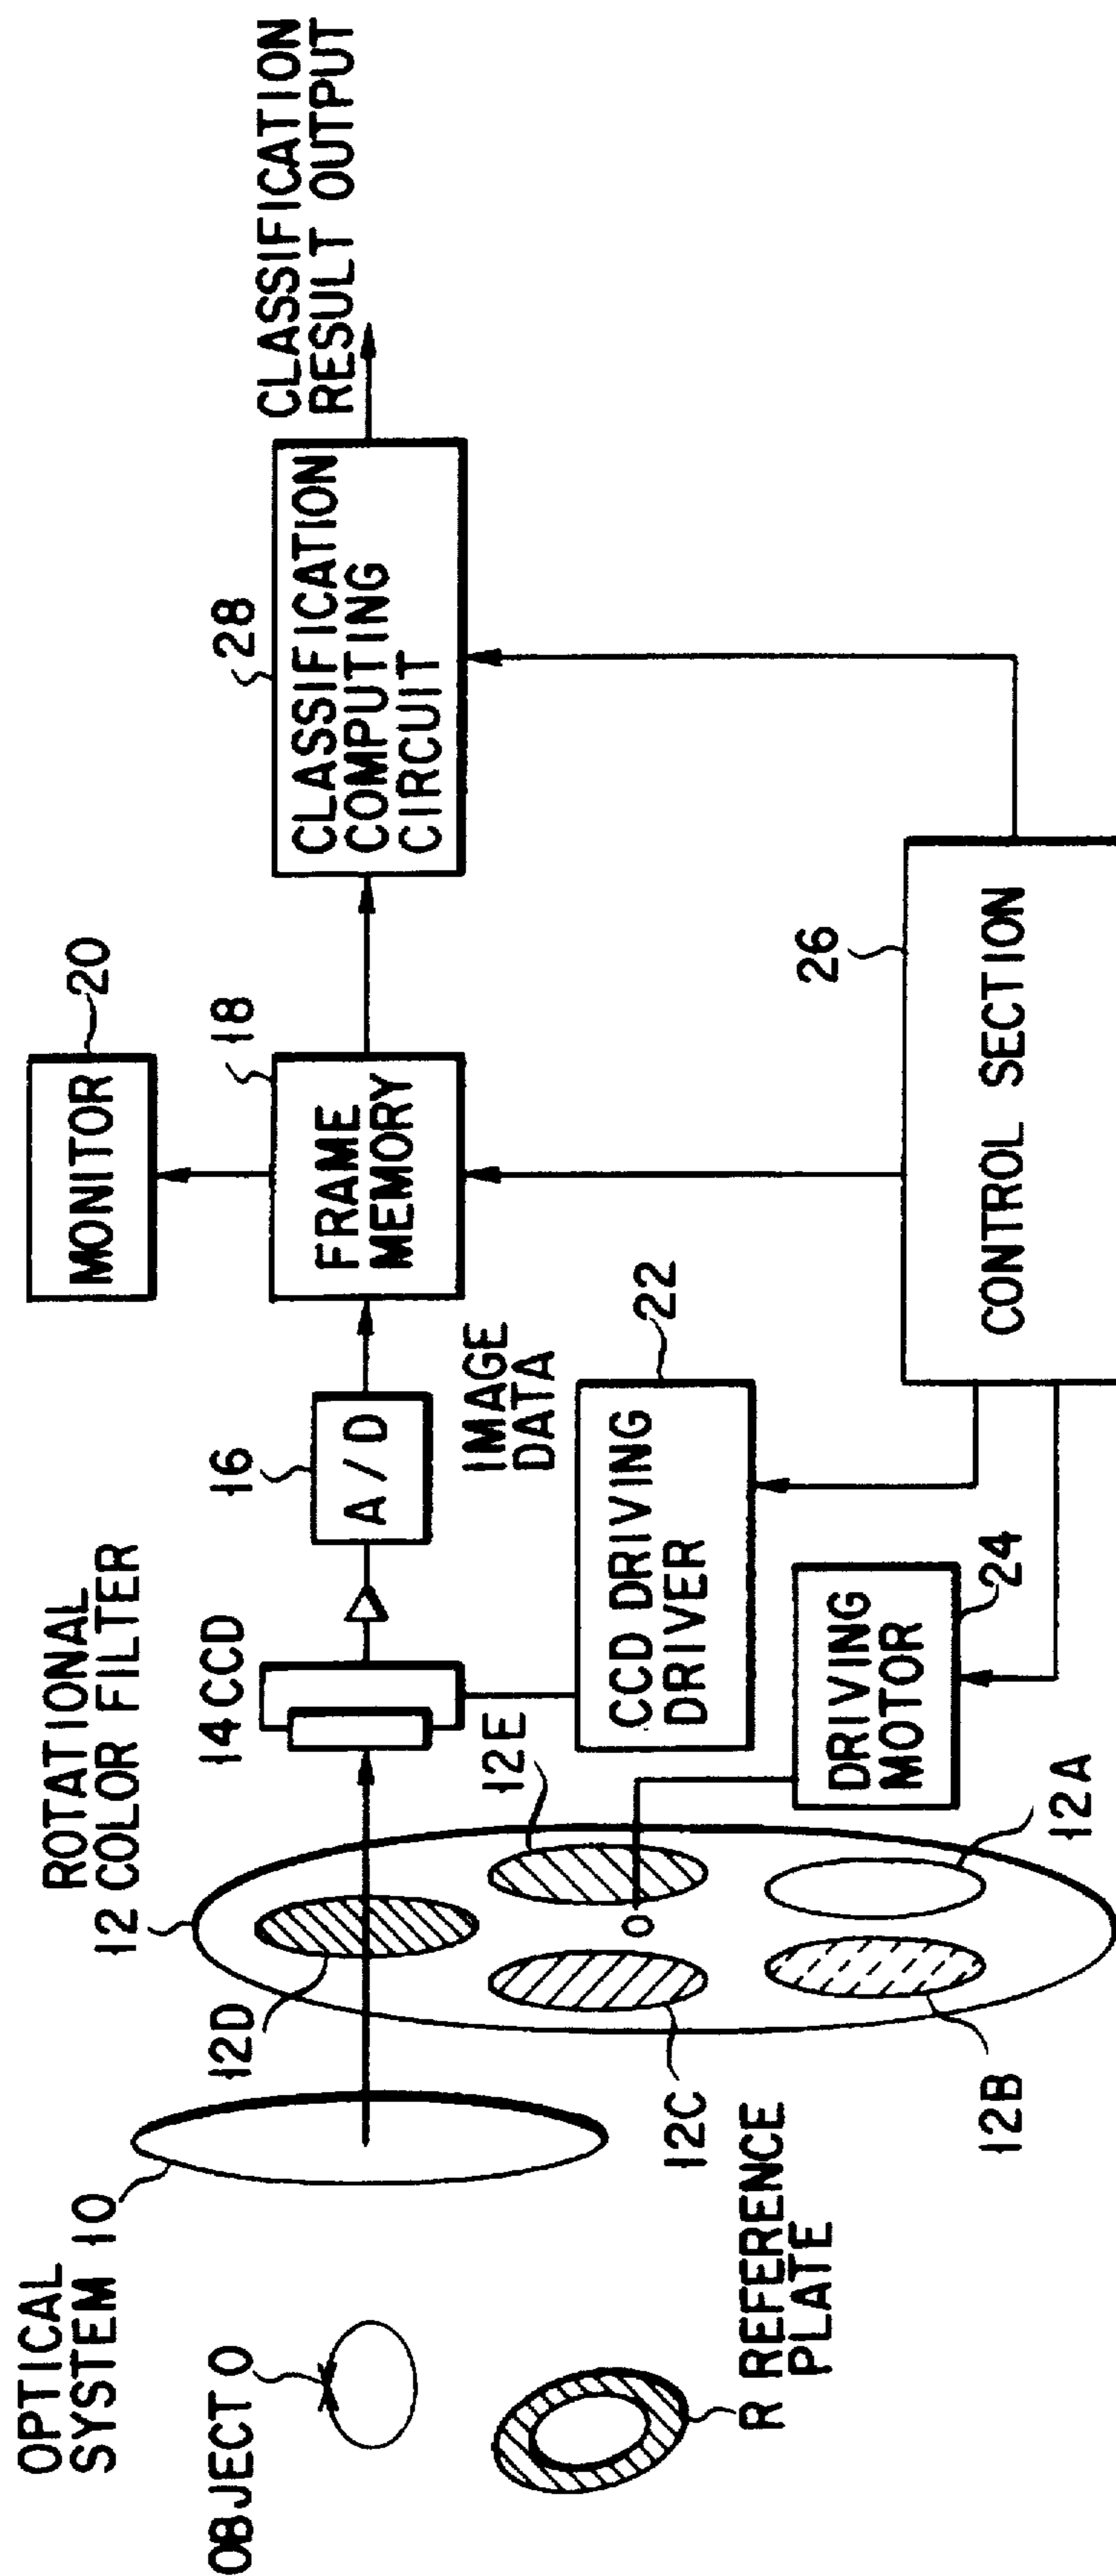 OPTICAL
SYSTEM 10
OBJECT O
R REFERENCE
PLATE
ROTATIONAL
12 COLOR FILTER
12D
12C
12B
12E
12A
14 CCD
16
A/D
IMAGE
DATA
CCD DRIVING
DRIVER
22
DRIVING
MOTOR
24
MONITOR
20
18
FRAME
MEMORY
28
CLASSIFICATION
COMPUTING
CIRCUIT
CLASSIFICATION
RESULT OUTPUT
26
CONTROL SECTION